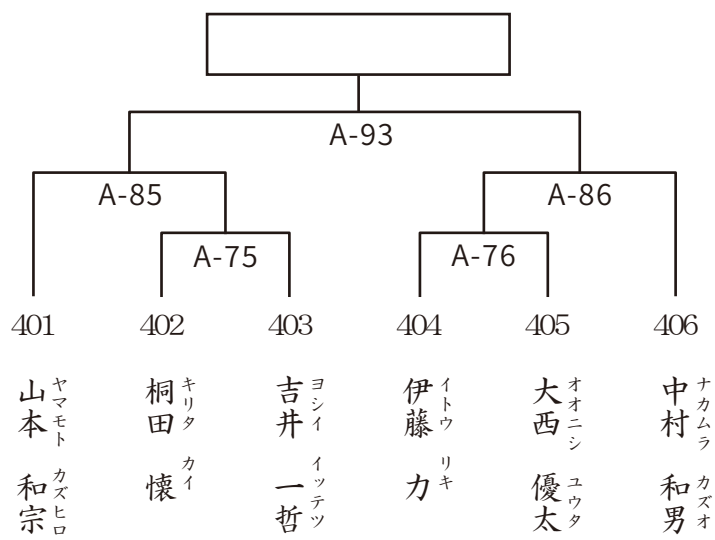 A-93
A-85
A-86
A-75
A-76
401
402
403
404
405
406
山本 和宗
ヤマモト カズヒロ
桐田 懐
キリタ カイ
吉井 一哲
ヨシイ イッテツ
伊藤 力
イトウ リキ
大西 優太
オオニシ ユウタ
中村 和男
ナカムラ カズオ